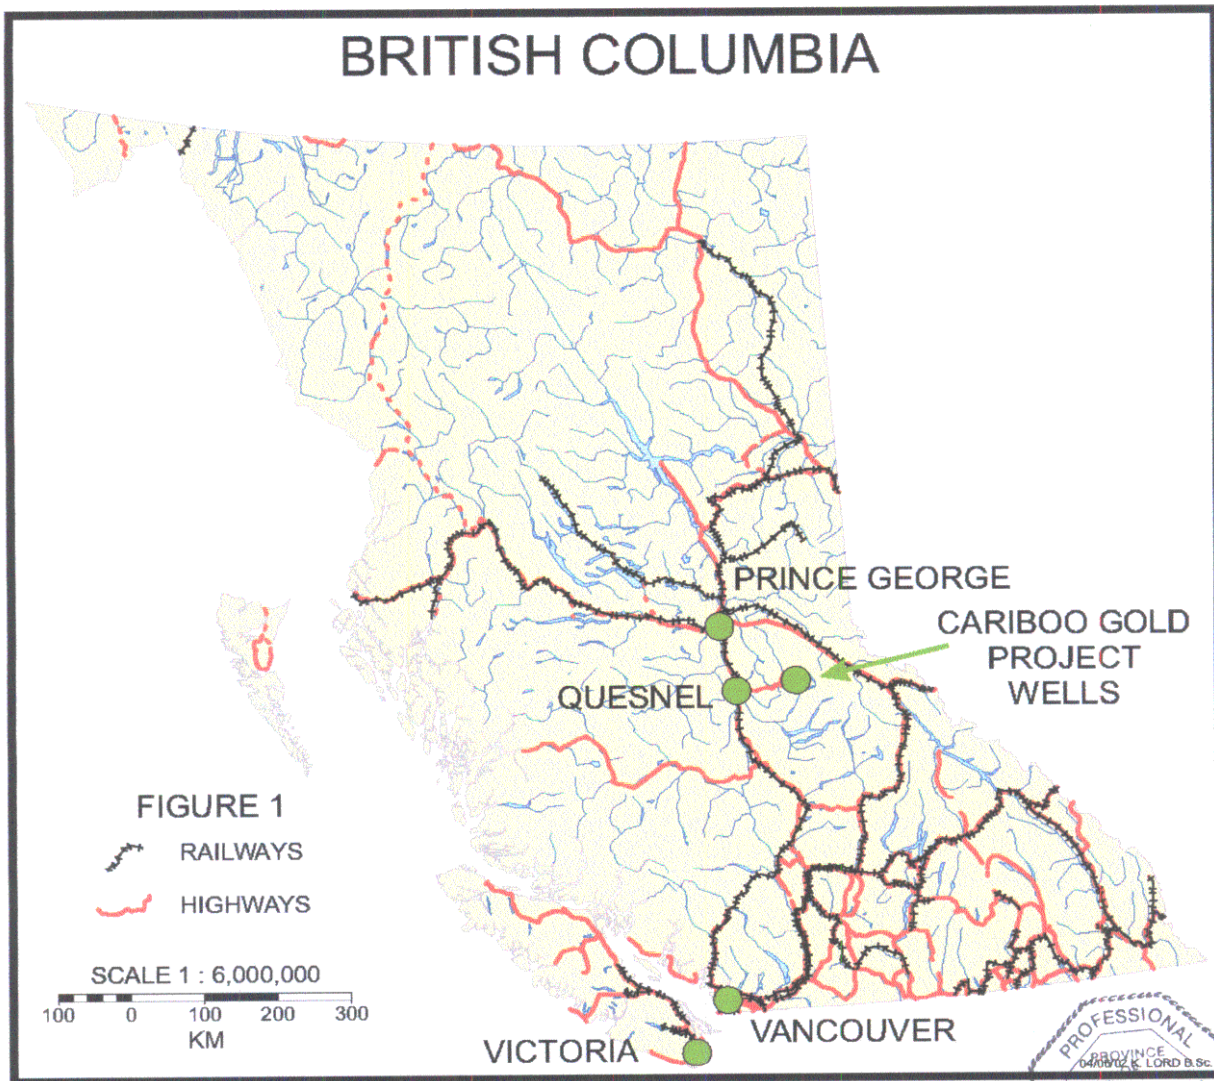 BRITISH COLUMBIA
PRINCE GEORGE
CARIBOO GOLD
PROJECT
WELLS
QUESNEL
FIGURE 1
RAILWAYS
HIGHWAYS
SCALE 1 : 6,000,000
100 0 100 200 300
KM
VANCOUVER
VICTORIA
PROFESSIONAL
PROVINCE
OF
K. LORD B.Sc.